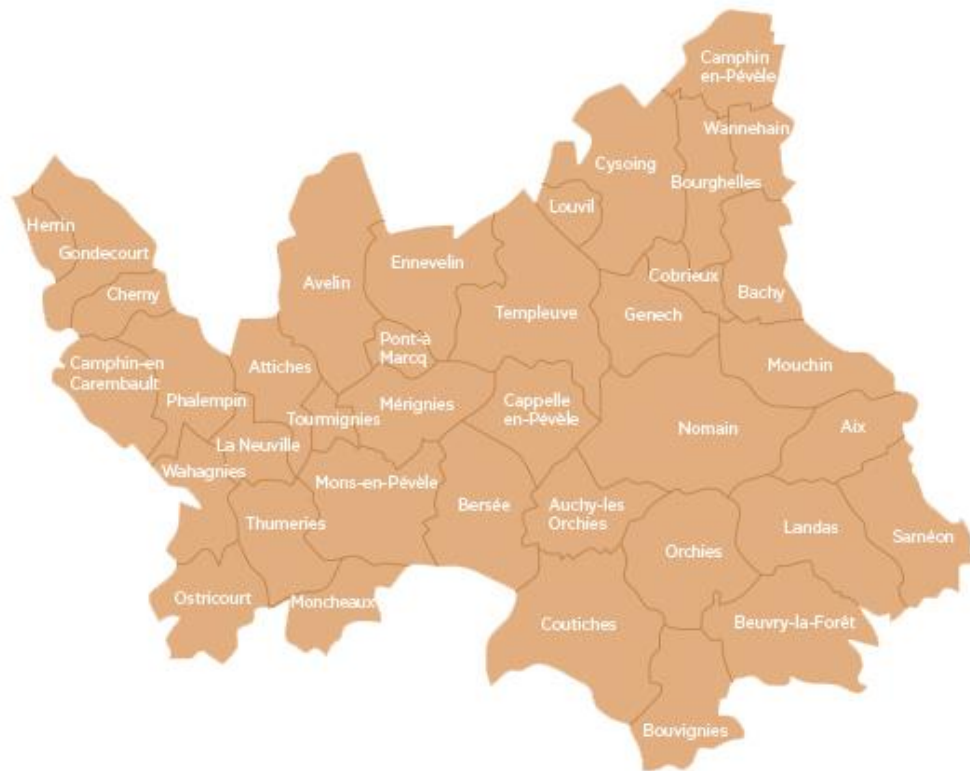 Camphin
en-Pévèle
Wannehain
Cysoing
Bourghelles
Louvil
Herrin
Gondecourt
Ennevelin
Cobrieux
Avelin
Bachy
Chemy
Templeuve
Genech
Pont-à
Marcq
Camphin-en
Carembault
Attiches
Mouchin
Phalempin
Mérignies
Cappelle
en-Pévèle
Tourmignies
Nomain
Aix
La Neuville
Wahagnies
Mons-en-Pévèle
Bersée
Auchy-les
Orchies
Thumeries
Landas
Saméon
Orchies
Ostricourt
Moncheaux
Coutiches
Beuvry-la-Forêt
Bouvignies